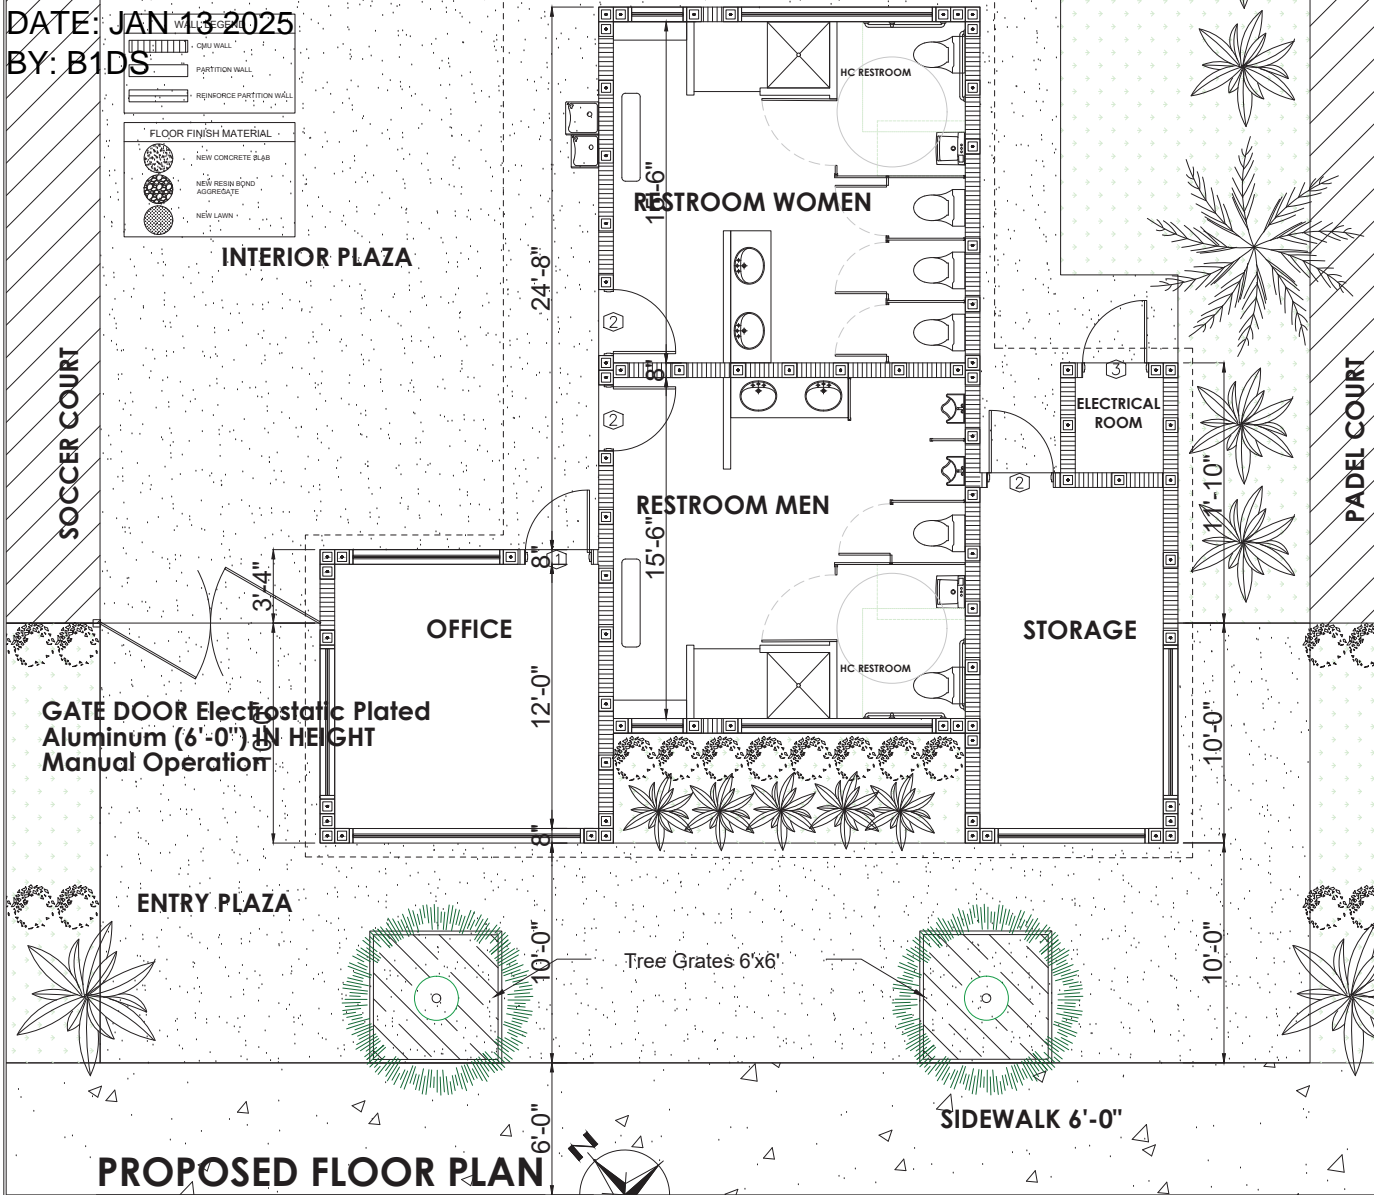 DATE: JAN 13 2025
BY: B1DS
WALL LEGEND
CMU WALL
PARTITION WALL
REINFORCE PARTITION WALL
FLOOR FINISH MATERIAL
NEW CONCRETE SLAB
NEW RESIN BOND
AGGREGATE
NEW LAWN
INTERIOR PLAZA
SOCCER COURT
PADEL COURT
HC RESTROOM
RESTROOM WOMEN
15'-6"
24'-8"
2
8"
2
3
ELECTRICAL
ROOM
2
11'-10"
RESTROOM MEN
15'-6"
8"
1
3'-4"
OFFICE
STORAGE
HC RESTROOM
12'-0"
10'-0"
GATE DOOR Electrostatic Plated
Aluminum (6'-0") IN HEIGHT
Manual Operation
8"
ENTRY PLAZA
Tree Grates 6'x6'
10'-0"
10'-0"
SIDEWALK 6'-0"
6'-0"
N
PROPOSED FLOOR PLAN